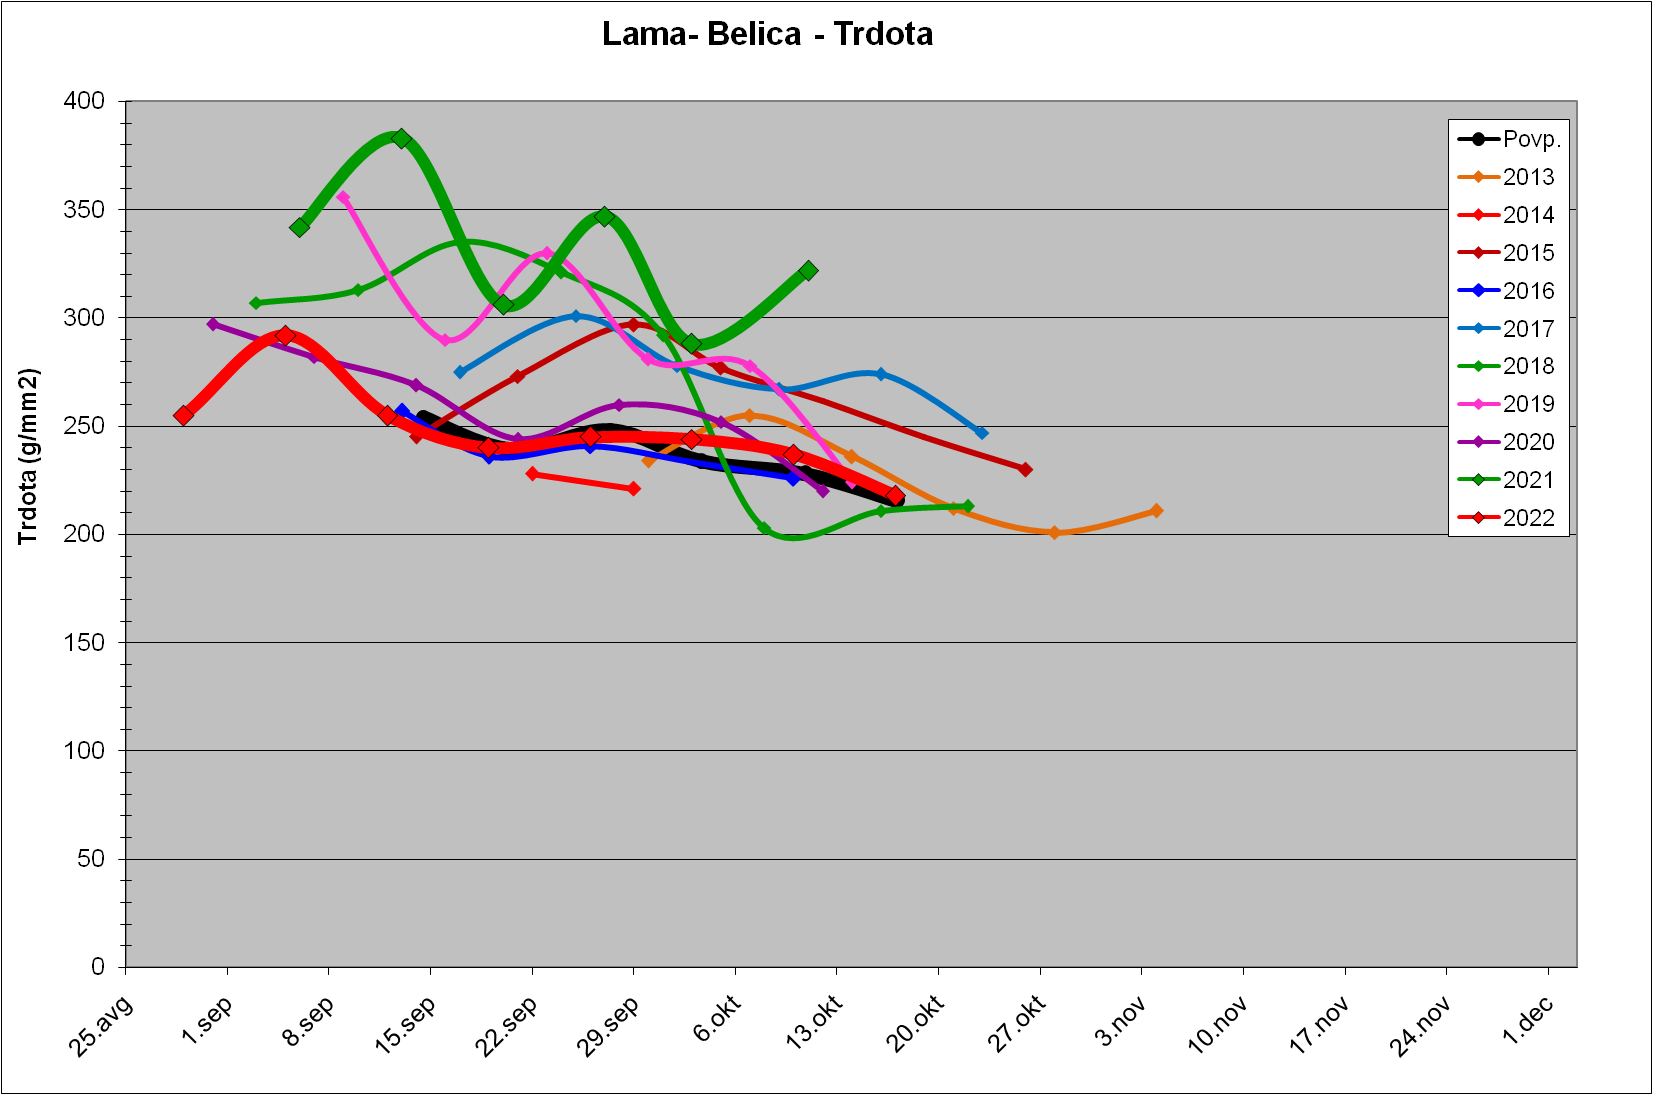 Lama- Belica - Trdota
Trdota (g/mm2)
400
350
300
250
200
150
100
50
0
25.avg
1.sep
8.sep
15.sep
22.sep
29.sep
6.okt
13.okt
20.okt
27.okt
3.nov
10.nov
17.nov
24.nov
1.dec
Povp.
2013
2014
2015
2016
2017
2018
2019
2020
2021
2022